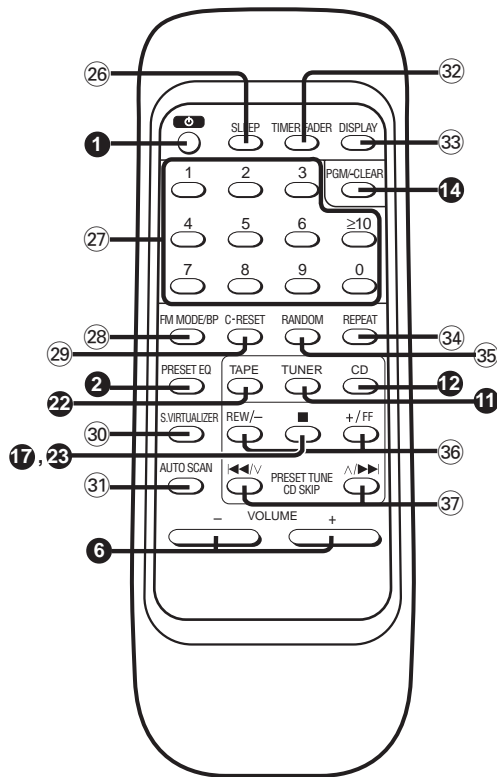 26 32
⏻ SLEEP TIMER/FADER DISPLAY
1 33
1 2 3 PGM/-CLEAR
14
4 5 6 ≥10
27
7 8 9 0
FM MODE/BP C-RESET RANDOM REPEAT
28 34
29 35
PRESET EQ TAPE TUNER CD
2 12
22 11
S.VIRTUALIZER REW/– ■ +/FF
30
17, 23 36
AUTO SCAN |◀◀/∨ PRESET TUNE ∧/▶▶|
CD SKIP
31 37
– VOLUME +
6